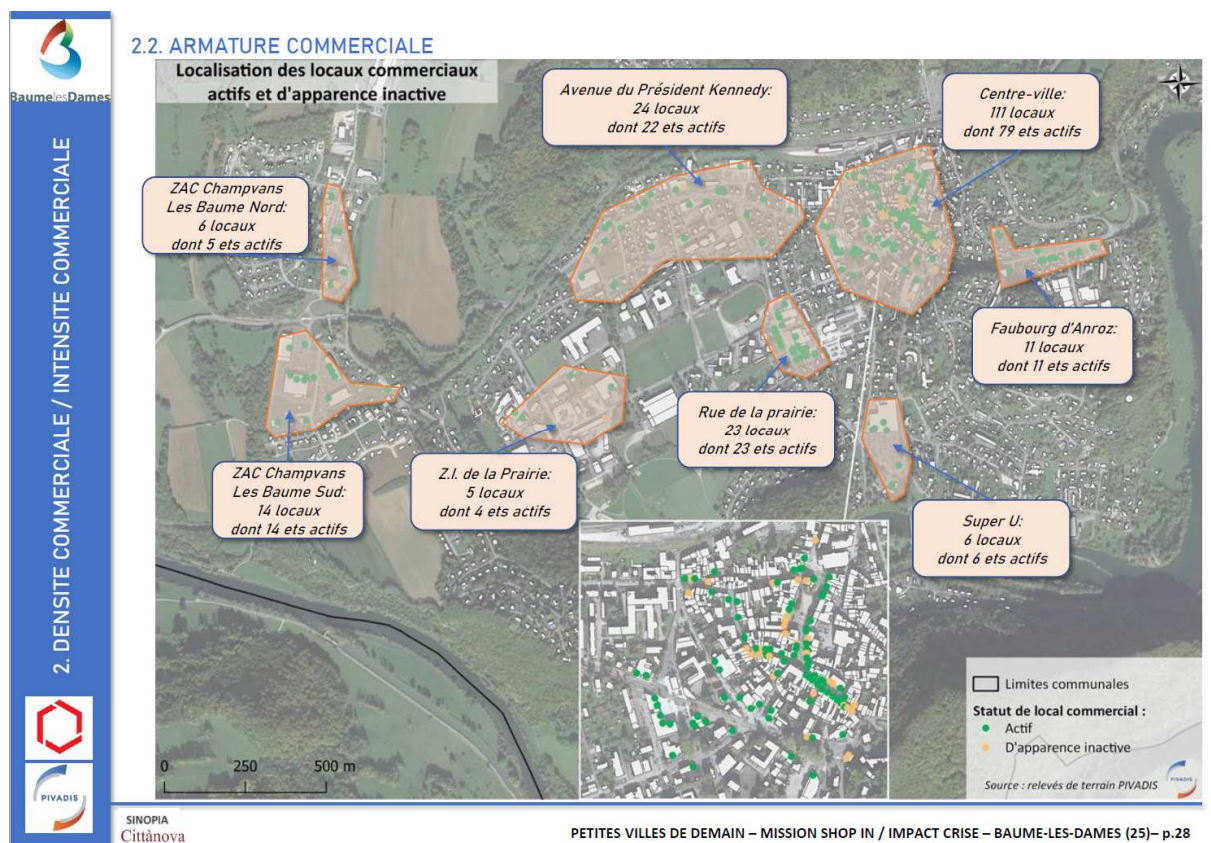 2.2. ARMATURE COMMERCIALE
BaumelesDames
2. DENSITE COMMERCIALE / INTENSITE COMMERCIALE
Localisation des locaux commerciaux
actifs et d'apparence inactive
Avenue du Président Kennedy:
24 locaux
dont 22 ets actifs
Centre-ville:
111 locaux
dont 79 ets actifs
ZAC Champvans
Les Baume Nord:
6 locaux
dont 5 ets actifs
Faubourg d'Anroz:
11 locaux
dont 11 ets actifs
Rue de la prairie:
23 locaux
dont 23 ets actifs
ZAC Champvans
Les Baume Sud:
14 locaux
dont 14 ets actifs
Z.I. de la Prairie:
5 locaux
dont 4 ets actifs
Super U:
6 locaux
dont 6 ets actifs
Limites communales
Statut de local commercial :
Actif
D'apparence inactive
Source : relevés de terrain PIVADIS
PIVADIS
0 250 500 m
PIVADIS
SINOPIA
Cittànova
PETITES VILLES DE DEMAIN – MISSION SHOP IN / IMPACT CRISE – BAUME-LES-DAMES (25)– p.28